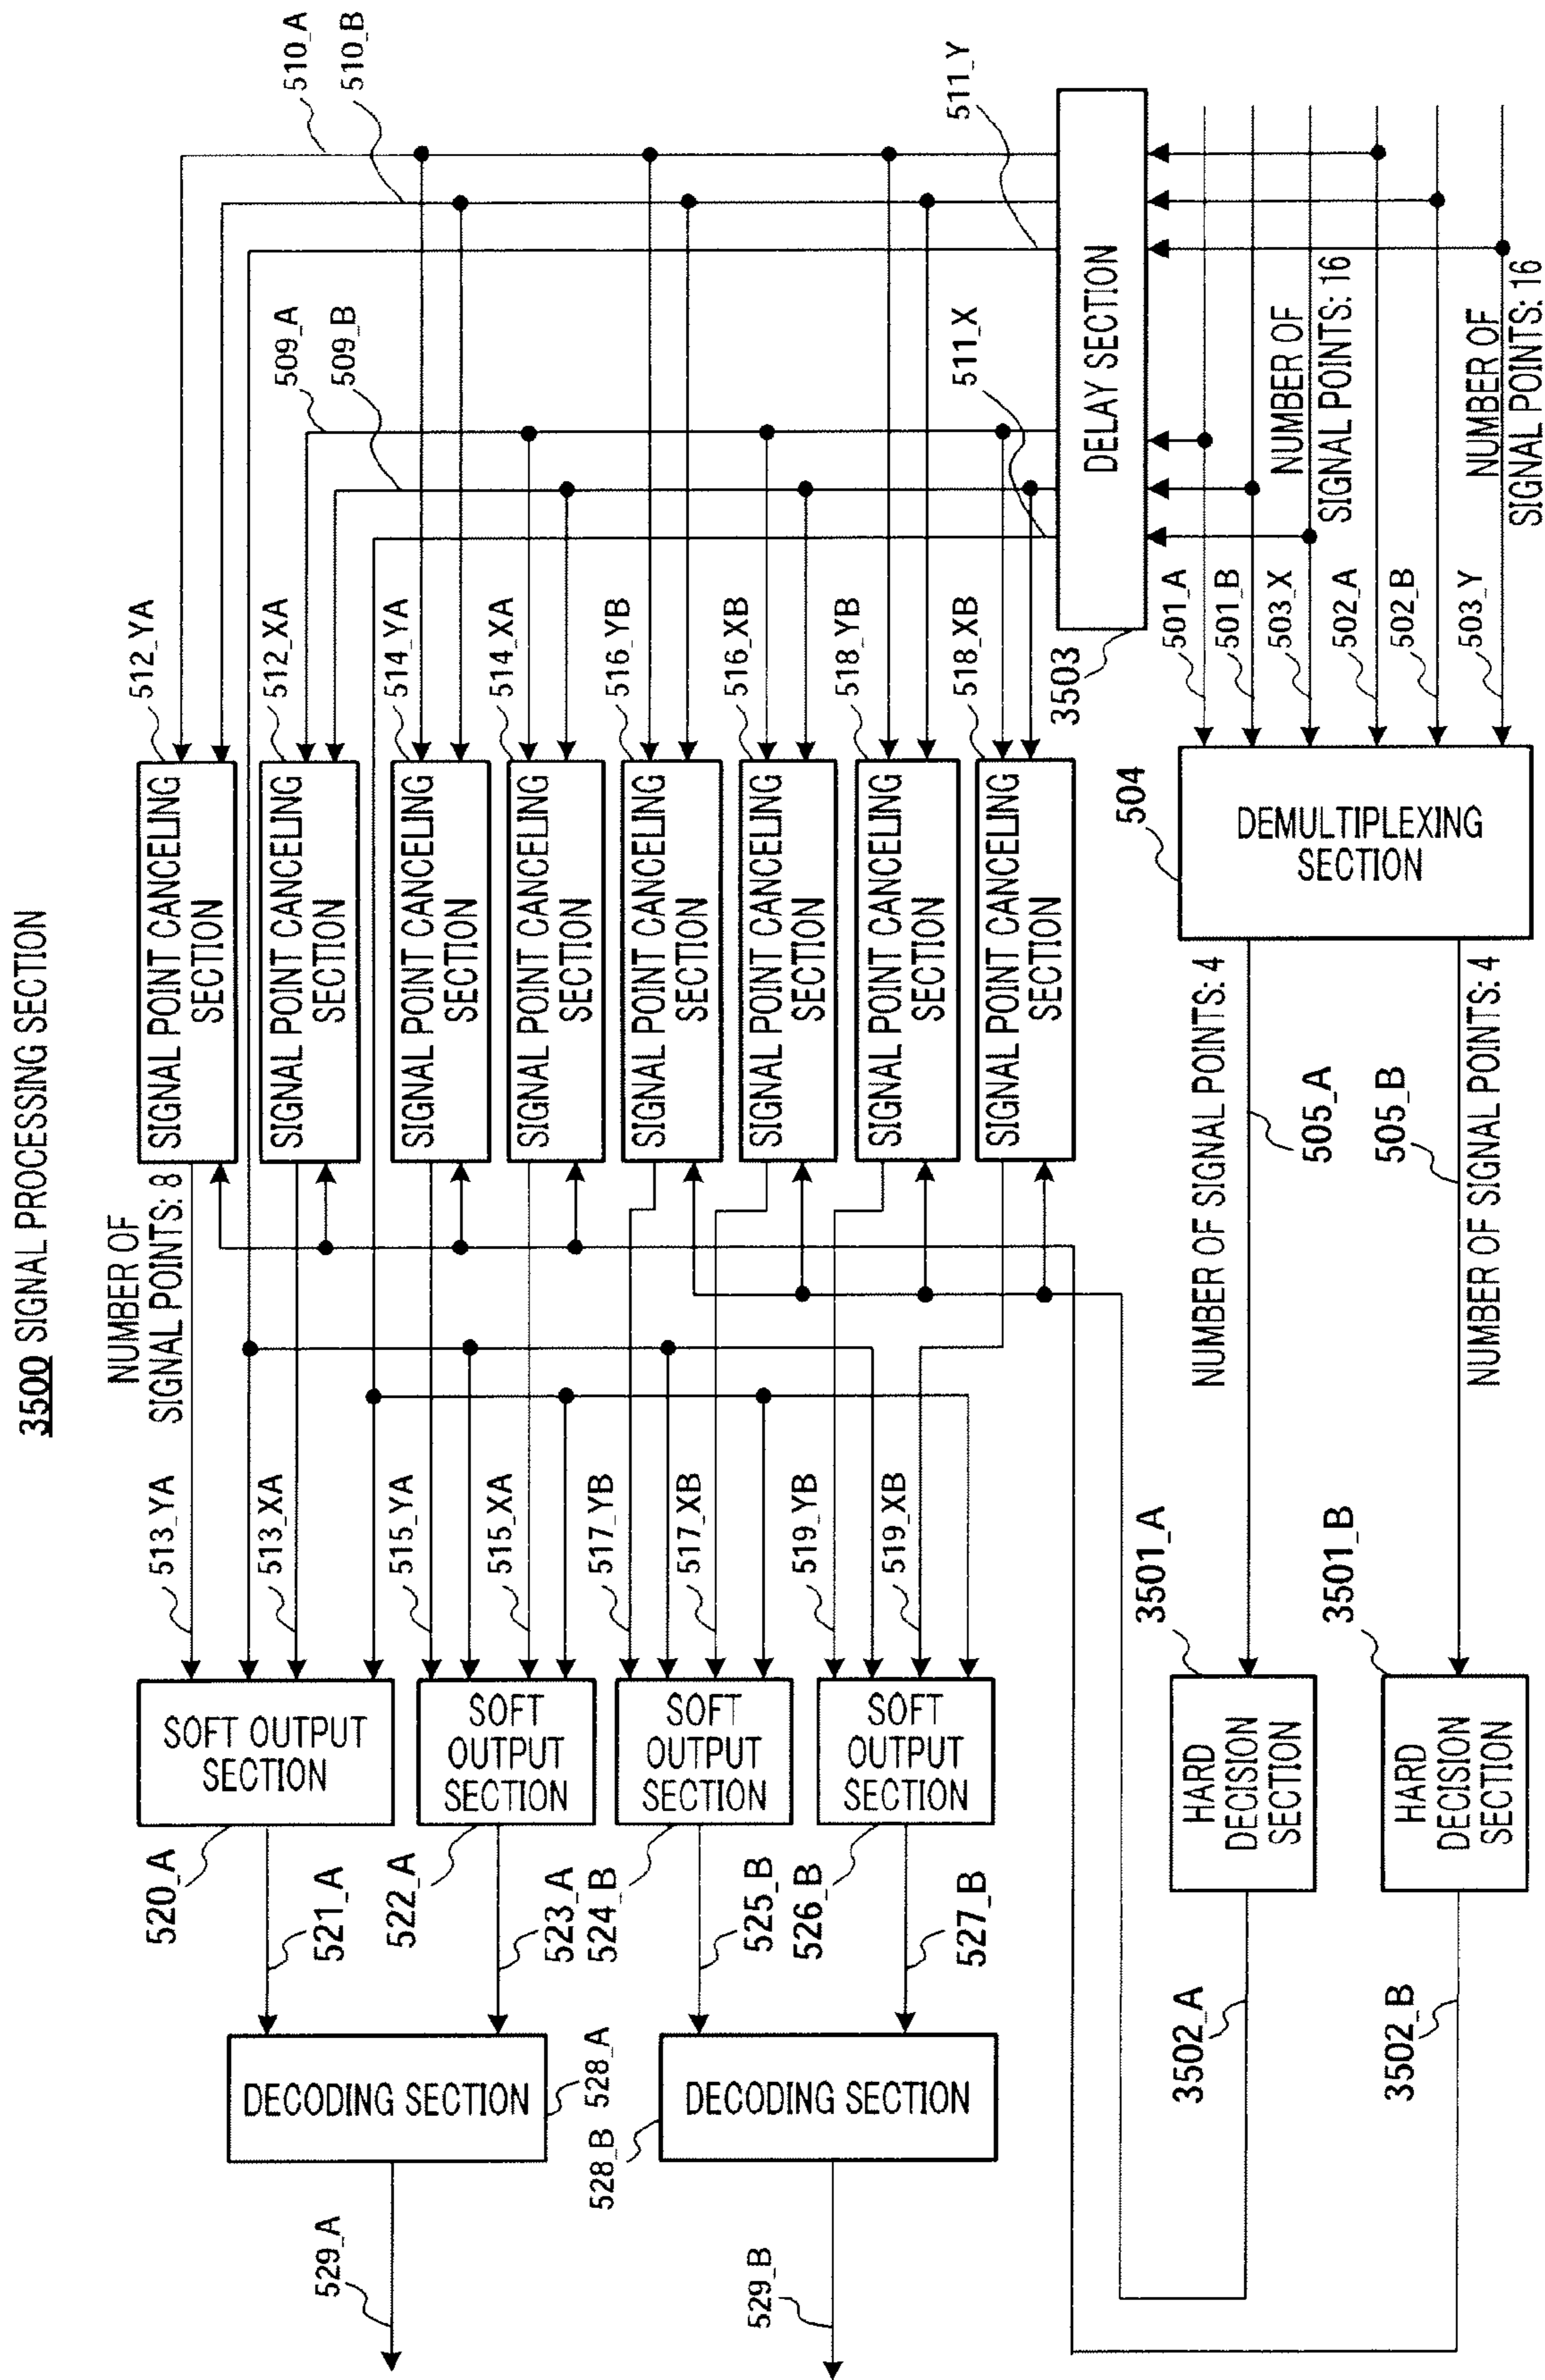 3500 SIGNAL PROCESSING SECTION
510_A
510_B
511_Y
509_A
509_B
511_X
DELAY SECTION
3503
NUMBER OF
SIGNAL POINTS: 16
NUMBER OF
SIGNAL POINTS: 16
501_A
501_B
503_X
502_A
502_B
503_Y
504
DEMULTIPLEXING
SECTION
512_YA
512_XA
514_YA
514_XA
516_YB
516_XB
518_YB
518_XB
SIGNAL POINT CANCELING
SECTION
SIGNAL POINT CANCELING
SECTION
SIGNAL POINT CANCELING
SECTION
SIGNAL POINT CANCELING
SECTION
SIGNAL POINT CANCELING
SECTION
SIGNAL POINT CANCELING
SECTION
SIGNAL POINT CANCELING
SECTION
SIGNAL POINT CANCELING
SECTION
NUMBER OF
SIGNAL POINTS: 8
NUMBER OF SIGNAL POINTS: 4
505_A
505_B
NUMBER OF SIGNAL POINTS: 4
513_YA
513_XA
515_YA
515_XA
517_YB
517_XB
519_YB
519_XB
3501_A
3501_B
SOFT OUTPUT
SECTION
SOFT
OUTPUT
SECTION
SOFT
OUTPUT
SECTION
SOFT
OUTPUT
SECTION
HARD
DECISION
SECTION
HARD
DECISION
SECTION
520_A
521_A
522_A
523_A
524_B
525_B
526_B
527_B
3502_A
3502_B
DECODING SECTION
528_A
DECODING SECTION
528_B
529_A
529_B